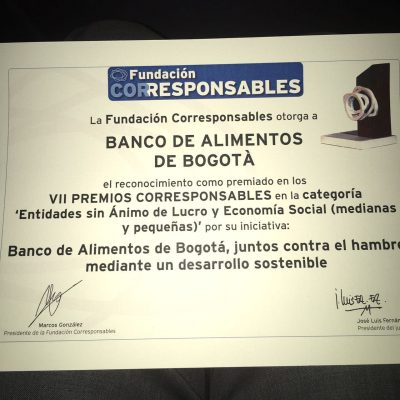 Fundación
CORRESPONSABLES
La Fundación Corresponsables otorga a
BANCO DE ALIMENTOS
DE BOGOTÀ
el reconocimiento como premiado en los
VII PREMIOS CORRESPONSABLES en la categoría
'Entidades sin Ánimo de Lucro y Economía Social (medianas
y pequeñas)' por su iniciativa:
Banco de Alimentos de Bogotá, juntos contra el hambre
mediante un desarrollo sostenible
Marcos González
Presidente de la Fundación Corresponsables
José Luis Fernán
Presidente del ju